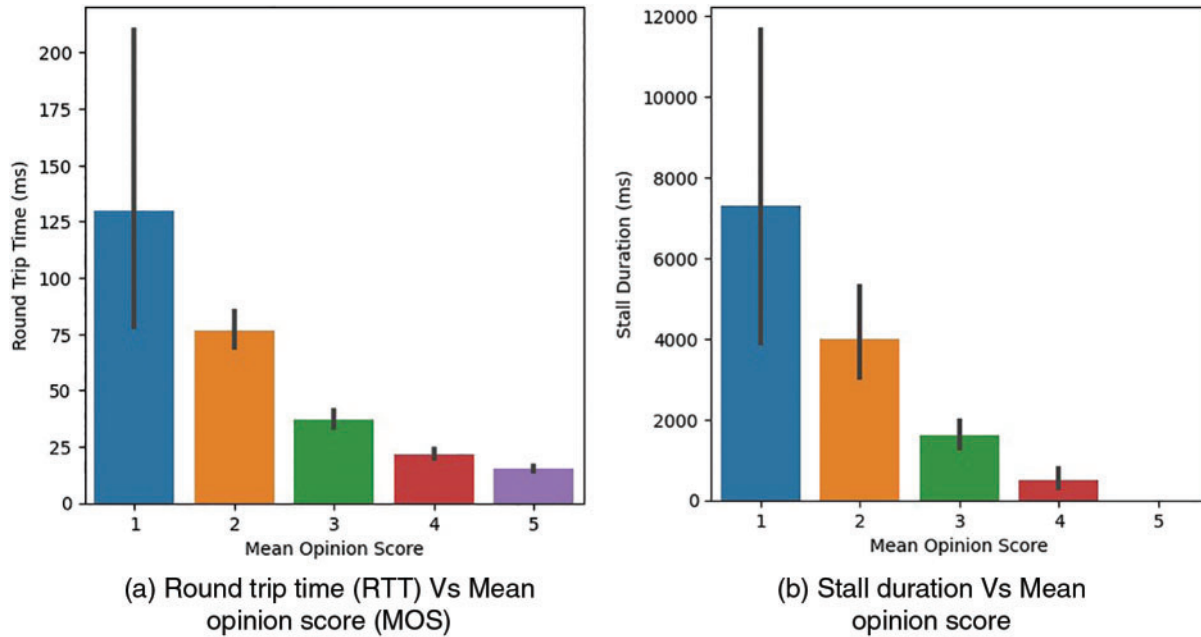 200
175
150
125
100
75
50
25
0
Round Trip Time (ms)
1 2 3 4 5
Mean Opinion Score
(a) Round trip time (RTT) Vs Mean
opinion score (MOS)
12000
10000
8000
6000
4000
2000
0
Stall Duration (ms)
1 2 3 4 5
Mean Opinion Score
(b) Stall duration Vs Mean
opinion score